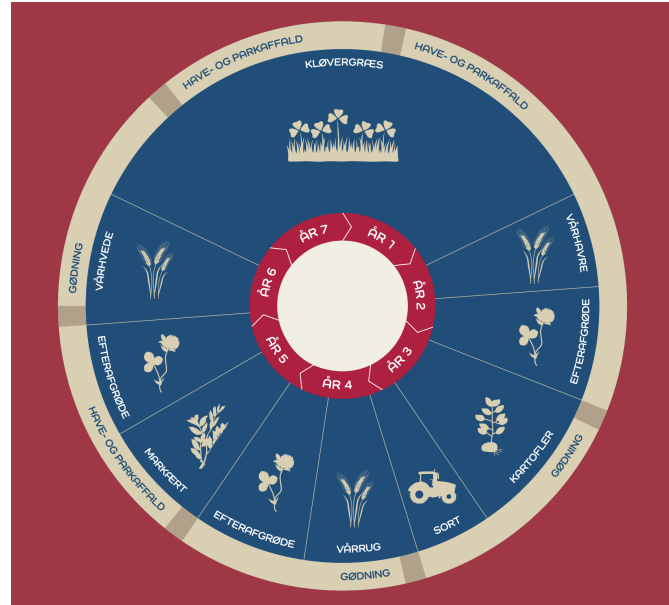 HAVE- OG PARKAFFALD
HAVE- OG PARKAFFALD
KLØVERGRÆS
VÅRHAVRE
EFTERAFGRØDE
KARTOFLER
GØDNING
SORT
VÅRRUG
GØDNING
EFTERAFGRØDE
MARKÆRT
HAVE- OG PARKAFFALD
EFTERAFGRØDE
VÅRHVEDE
GØDNING
ÅR 1
ÅR 2
ÅR 3
ÅR 4
ÅR 5
ÅR 6
ÅR 7